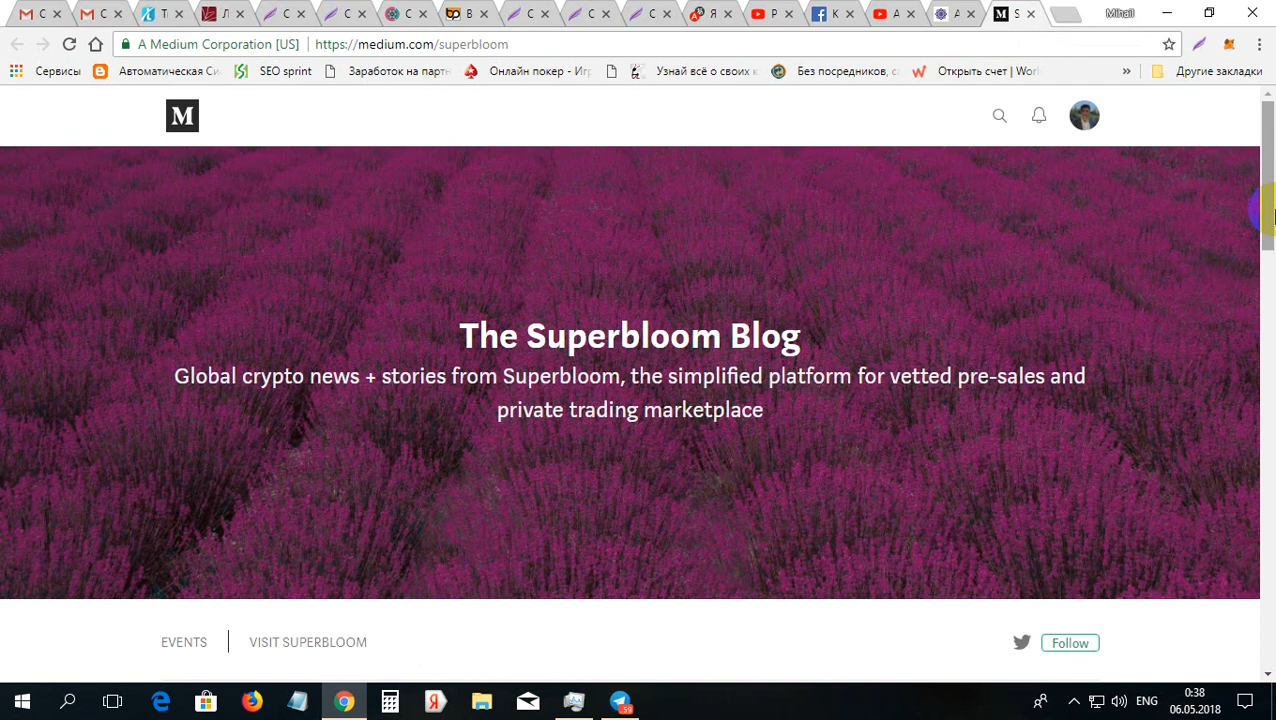 Mihail
A Medium Corporation [US] https://medium.com/superbloom
Сервисы Автоматическая Си SEO sprint Заработок на партн Онлайн покер - Иг Узнай всё о своих к Без посредников, с Открыть счет | Wor » Другие закладки
M
The Superbloom Blog
Global crypto news + stories from Superbloom, the simplified platform for vetted pre-sales and
private trading marketplace
EVENTS VISIT SUPERBLOOM Follow
59 ENG
0:38
06.05.2018